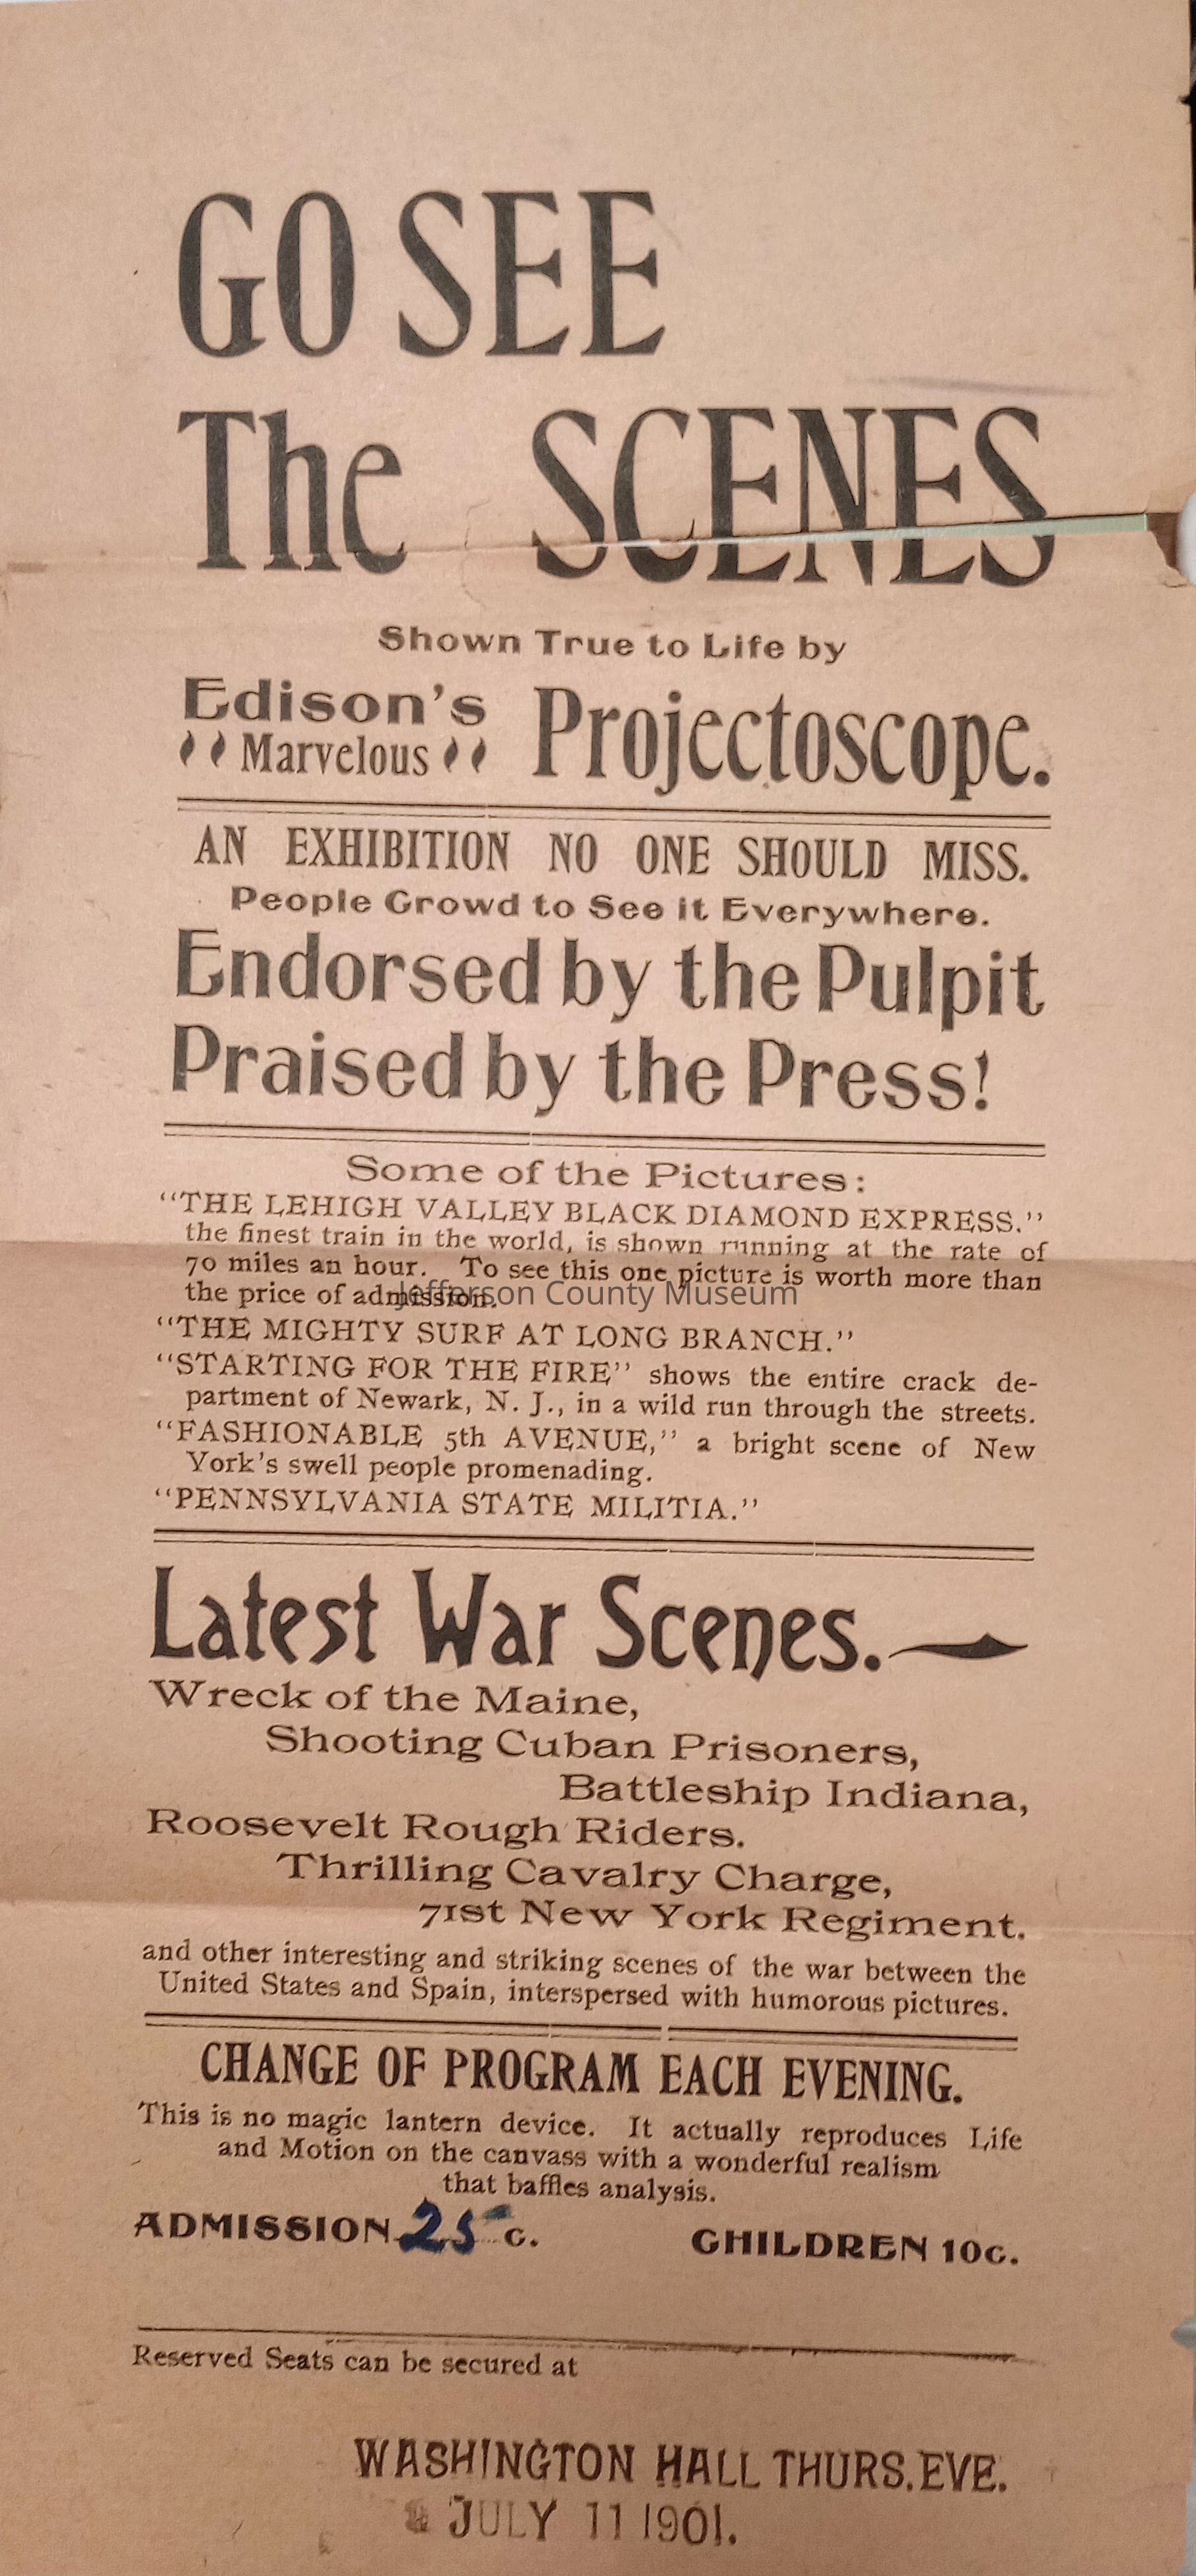 GO SEE
The SCENES
Shown True to Life by
Edison's
Marvelous
Projectoscope.
AN EXHIBITION NO ONE SHOULD MISS.
People Crowd to See it Everywhere.
Endorsed by the Pulpit
Praised by the Press!
Some of the Pictures:
"THE LEHIGH VALLEY BLACK DIAMOND EXPRESS."
the finest train in the world, is shown running at the rate of
70 miles an hour. To see this one picture is worth more than
the price of admission.
Jefferson County Museum
"THE MIGHTY SURF AT LONG BRANCH."
"STARTING FOR THE FIRE" shows the entire crack de-
partment of Newark, N. J., in a wild run through the streets.
"FASHIONABLE 5th AVENUE," a bright scene of New
York's swell people promenading.
"PENNSYLVANIA STATE MILITIA."
Latest War Scenes.
Wreck of the Maine,
Shooting Cuban Prisoners,
Battleship Indiana,
Roosevelt Rough Riders.
Thrilling Cavalry Charge,
71st New York Regiment.
and other interesting and striking scenes of the war between the
United States and Spain, interspersed with humorous pictures.
CHANGE OF PROGRAM EACH EVENING.
This is no magic lantern device. It actually reproduces Life
and Motion on the canvass with a wonderful realism
that baffles analysis.
ADMISSION 25 c. CHILDREN 10c.
Reserved Seats can be secured at
WASHINGTON HALL THURS. EVE.
JULY 11 1901.